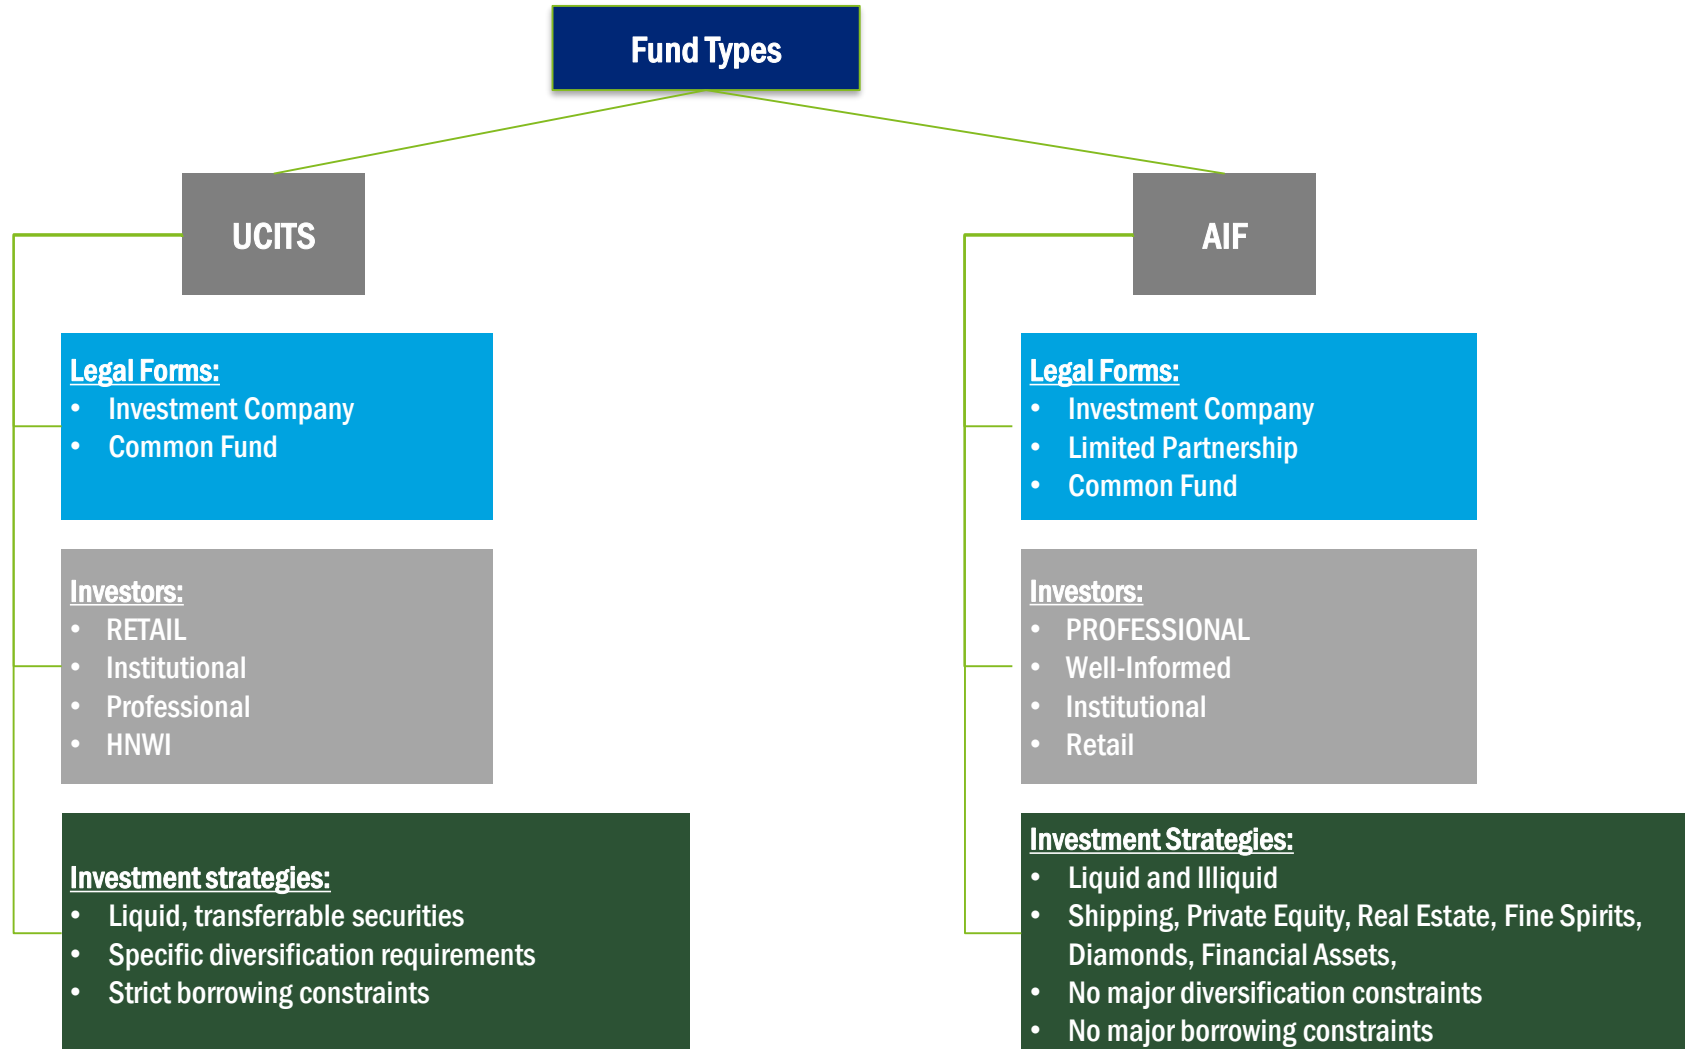 Fund Types
UCITS
Legal Forms:
• Investment Company
• Common Fund
Investors:
• RETAIL
• Institutional
• Professional
• HNWI
Investment strategies:
• Liquid, transferrable securities
• Specific diversification requirements
• Strict borrowing constraints
AIF
Legal Forms:
• Investment Company
• Limited Partnership
• Common Fund
Investors:
• PROFESSIONAL
• Well-Informed
• Institutional
• Retail
Investment Strategies:
• Liquid and Illiquid
• Shipping, Private Equity, Real Estate, Fine Spirits,
Diamonds, Financial Assets,
• No major diversification constraints
• No major borrowing constraints